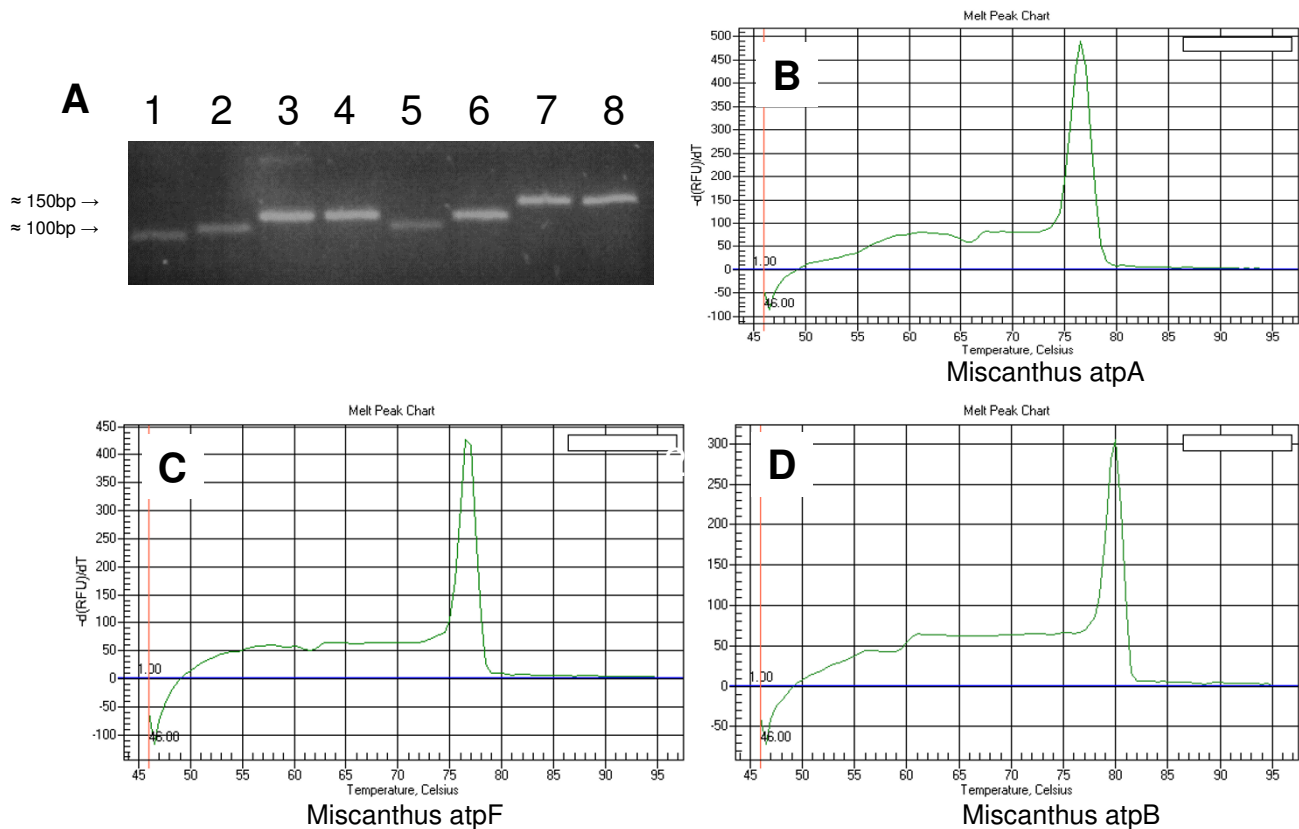 A
1 2 3 4 5 6 7 8
≈ 150bp →
≈ 100bp →
Melt Peak Chart
B
-d(RFU)/dT
500
450
400
350
300
250
200
150
100
50
0
-50
-100
1.00
46.00
45 50 55 60 65 70 75 80 85 90 95
Temperature, Celsius
Miscanthus atpA
Melt Peak Chart
C
-d(RFU)/dT
450
400
350
300
250
200
150
100
50
0
-50
-100
1.00
46.00
45 50 55 60 65 70 75 80 85 90 95
Temperature, Celsius
Miscanthus atpF
Melt Peak Chart
D
300
250
200
150
100
50
0
-50
1.00
46.00
45 50 55 60 65 70 75 80 85 90 95
Temperature, Celsius
Miscanthus atpB